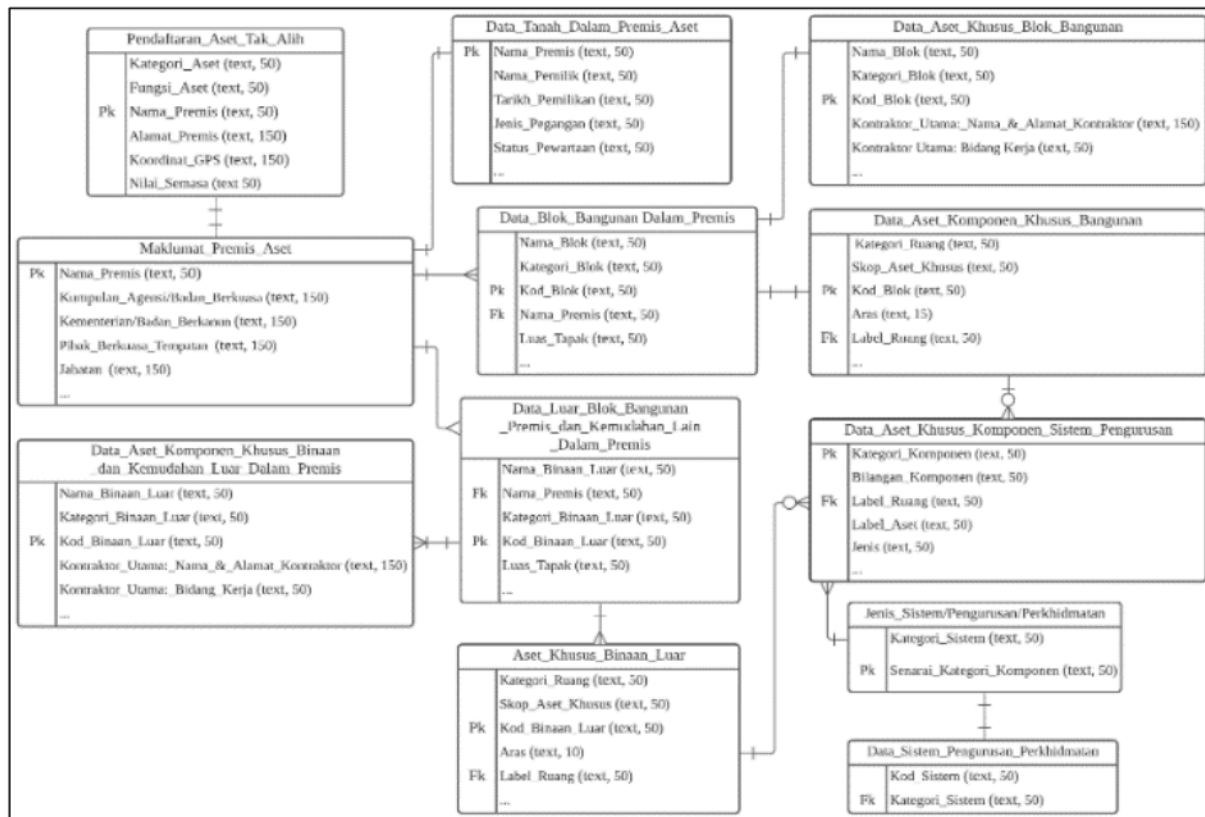 Pendaftaran_Aset_Tak_Alih
Kategori_Aset (text, 50)
Fungsi_Aset (text, 50)
Pk Nama_Premis (text, 50)
Alamat_Premis (text, 150)
Koordinat_GPS (text, 150)
Nilai_Semasa (text 50)
Data_Tanah_Dalam_Premis_Aset
Pk Nama_Premis (text, 50)
Nama_Pemilik (text, 50)
Tarikh_Pemilikan (text, 50)
Jenis_Pegangan (text, 50)
Status_Pewartaan (text, 50)
...
Data_Aset_Khusus_Blok_Bangunan
Nama_Blok (text, 50)
Kategori_Blok (text, 50)
Pk Kod_Blok (text, 50)
Kontraktor_Utama:_Nama_&_Alamat_Kontraktor (text, 150)
Kontraktor Utama: Bidang Kerja (text, 50)
...
Maklumat_Premis_Aset
Pk Nama_Premis (text, 50)
Kumpulan_Agensi/Badan_Berkuasa (text, 150)
Kementerian/Badan_Berkanun (text, 150)
Pihak_Berkuasa_Tempatan (text, 150)
Jabatan (text, 150)
...
Data_Blok_Bangunan Dalam_Premis
Nama_Blok (text, 50)
Kategori_Blok (text, 50)
Pk Kod_Blok (text, 50)
Fk Nama_Premis (text, 50)
Luas_Tapak (text, 50)
...
Data_Aset_Komponen_Khusus_Bangunan
Kategori_Ruang (text, 50)
Skop_Aset_Khusus (text, 50)
Pk Kod_Blok (text, 50)
Aras (text, 15)
Fk Label_Ruang (text, 50)
...
Data_Aset_Komponen_Khusus_Binaan
_dan_Kemudahan_Luar_Dalam_Premis
Nama_Binaan_Luar (text, 50)
Kategori_Binaan_Luar (text, 50)
Pk Kod_Binaan_Luar (text, 50)
Kontraktor_Utama:_Nama_&_Alamat_Kontraktor (text, 150)
Kontraktor_Utama:_Bidang_Kerja (text, 50)
...
Data_Luar_Blok_Bangunan
_Premis_dan_Kemudahan_Lain
_Dalam_Premis
Nama_Binaan_Luar (text, 50)
Fk Nama_Premis (text, 50)
Kategori_Binaan_Luar (text, 50)
Pk Kod_Binaan_Luar (text, 50)
Luas_Tapak (text, 50)
...
Data_Aset_Khusus_Komponen_Sistem_Pengurusan
Pk Kategori_Komponen (text, 50)
Bilangan_Komponen (text, 50)
Fk Label_Ruang (text, 50)
Label_Aset (text, 50)
Jenis (text, 50)
...
Aset_Khusus_Binaan_Luar
Kategori_Ruang (text, 50)
Skop_Aset_Khusus (text, 50)
Pk Kod_Binaan_Luar (text, 50)
Aras (text, 10)
Fk Label_Ruang (text, 50)
...
Jenis_Sistem/Pengurusan/Perkhidmatan
Kategori_Sistem (text, 50)
Pk Senarai_Kategori_Komponen (text, 50)
Data_Sistem_Pengurusan_Perkhidmatan
Kod_Sistem (text, 50)
Fk Kategori_Sistem (text, 50)